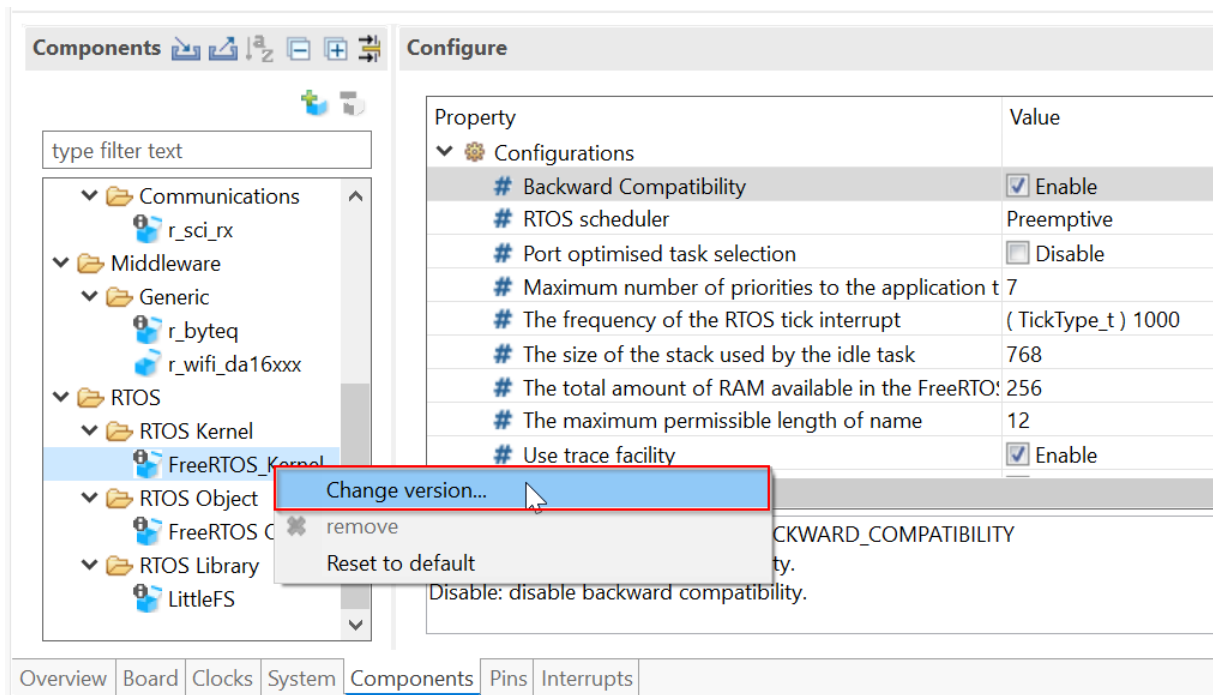 Components
Configure
type filter text
Communications
r_sci_rx
Middleware
Generic
r_byteq
r_wifi_da16xxx
RTOS
RTOS Kernel
FreeRTOS_Kernel
RTOS Object
FreeRTOS
RTOS Library
LittleFS
Property Value
Configurations
# Backward Compatibility Enable
# RTOS scheduler Preemptive
# Port optimised task selection Disable
# Maximum number of priorities to the application t 7
# The frequency of the RTOS tick interrupt ( TickType_t ) 1000
# The size of the stack used by the idle task 768
# The total amount of RAM available in the FreeRTO 256
# The maximum permissible length of name 12
# Use trace facility Enable
Change version...
remove
Reset to default
CKWARD_COMPATIBILITY
ty.
Disable: disable backward compatibility.
Overview Board Clocks System Components Pins Interrupts